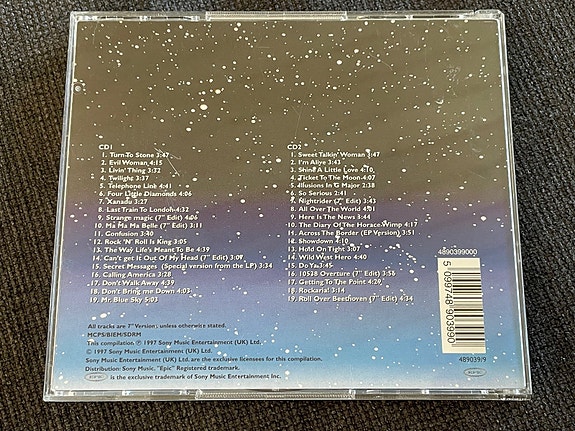 CD1
1. Turn To Stone 3:47
2. Evil Woman 4:15
3. Livin' Thing 3:32
4. Twilight 3:37
5. Telephone Line 4:41
6. Four Little Diamonds 4:06
7. Xanadu 3:27
8. Last Train To London 4:32
9. Strange magic (7" Edit) 4:06
10. Ma Ma Ma Belle (7" Edit) 3:11
11. Confusion 3:40
12. Rock 'N' Roll Is King 3:05
13. The Way Life's Meant To Be 4:39
14. Can't get it Out Of My Head (7" Edit)
15. Secret Messages (Special version from the LP) 3:34
16. Calling America 3:28
17. Don't Walk Away 4:39
18. Don't Bring me Down 4:03
19. Mr Blue Sky 5:03
CD2
1. Sweet Talkin' Woman 3:47
2. I'm Alive 3:43
3. Shine A Little Love 4:10
4. Ticket To The Moon 4:07
5. Illusions In G Major 2:38
6. So Serious 2:41
7. Nightrider (7" Edit) 3:58
8. All Over The World 4:01
9. Here Is The News 3:44
10. The Diary Of The Horace Wimp 4:17
11. Across The Border (EP Version) 3:51
12. Showdown 4:10
13. Hold On Tight 3:07
14. Wild West Hero 4:40
15. Do Ya 3:45
16. 10538 Overture (7" Edit) 3:58
17. Getting To The Point 4:29
18. Rockaria! 3:14
19. Roll Over Beethoven (7" Edit) 4:34
4890399000
5 099748 903990
All tracks are 7" Version, unless otherwise stated.
MCPS/BIEM/SDRM
This compilation ℗ 1997 Sony Music Entertainment (UK) Ltd.
© 1997 Sony Music Entertainment (UK) Ltd.
Sony Music Entertainment (UK) Ltd. are the exclusive licensees for this compilation.
Distribution: Sony Music. "Epic" Registered trademark.
is the exclusive trademark of Sony Music Entertainment Inc.
489039/9